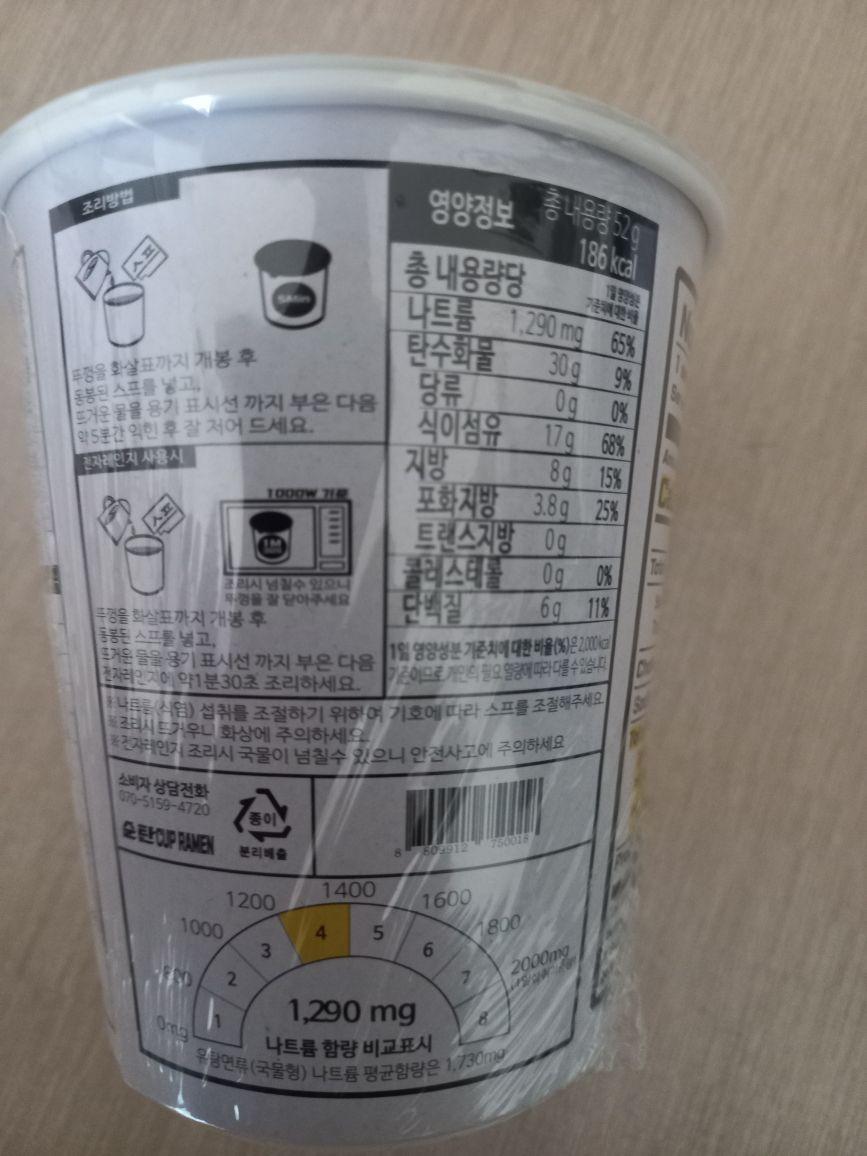 조리방법
스프
뚜껑을 화살표까지 개봉 후
동봉된 스프를 넣고,
뜨거운 물을 용기 표시선 까지 부은 다음
약 5분간 익힌 후 잘 저어 드세요.
전자레인지 사용시
스프
1000W 기준
조리시 넘칠수 있으니
뚜껑을 잘 닫아주세요
뚜껑을 화살표까지 개봉 후
동봉된 스프를 넣고,
뜨거운 물을 용기 표시선 까지 부은 다음
전자레인지에 약1분30초 조리하세요.
영양정보 총 내용량 52 g
186 kcal
총 내용량당 1일 영양성분
기준치에 대한 비율
나트륨 1,290 mg 65%
탄수화물 30 g 9%
당류 0 g 0%
식이섬유 17 g 68%
지방 8 g 15%
포화지방 3.8 g 25%
트랜스지방 0 g
콜레스테롤 0 g 0%
단백질 6 g 11%
1일 영양성분 기준치에 대한 비율(%)은 2,000 kcal
기준이므로 개인의 필요 열량에 따라 다를 수 있습니다.
※ 나트륨(식염) 섭취를 조절하기 위하여 기호에 따라 스프를 조절해주세요.
※ 조리시 뜨거우니 화상에 주의하세요.
※ 전자레인지 조리시 국물이 넘칠수 있으니 안전사고에 주의하세요
소비자 상담전화
070-5159-4720
CUP RAMEN
종이
분리배출
8 809912 750018
0mg 800 1000 1200 1400 1600 1800 2000mg
1 2 3 4 5 6 7 8
1,290 mg
나트륨 함량 비교표시
유탕면류(국물형) 나트륨 평균함량은 1,730mg